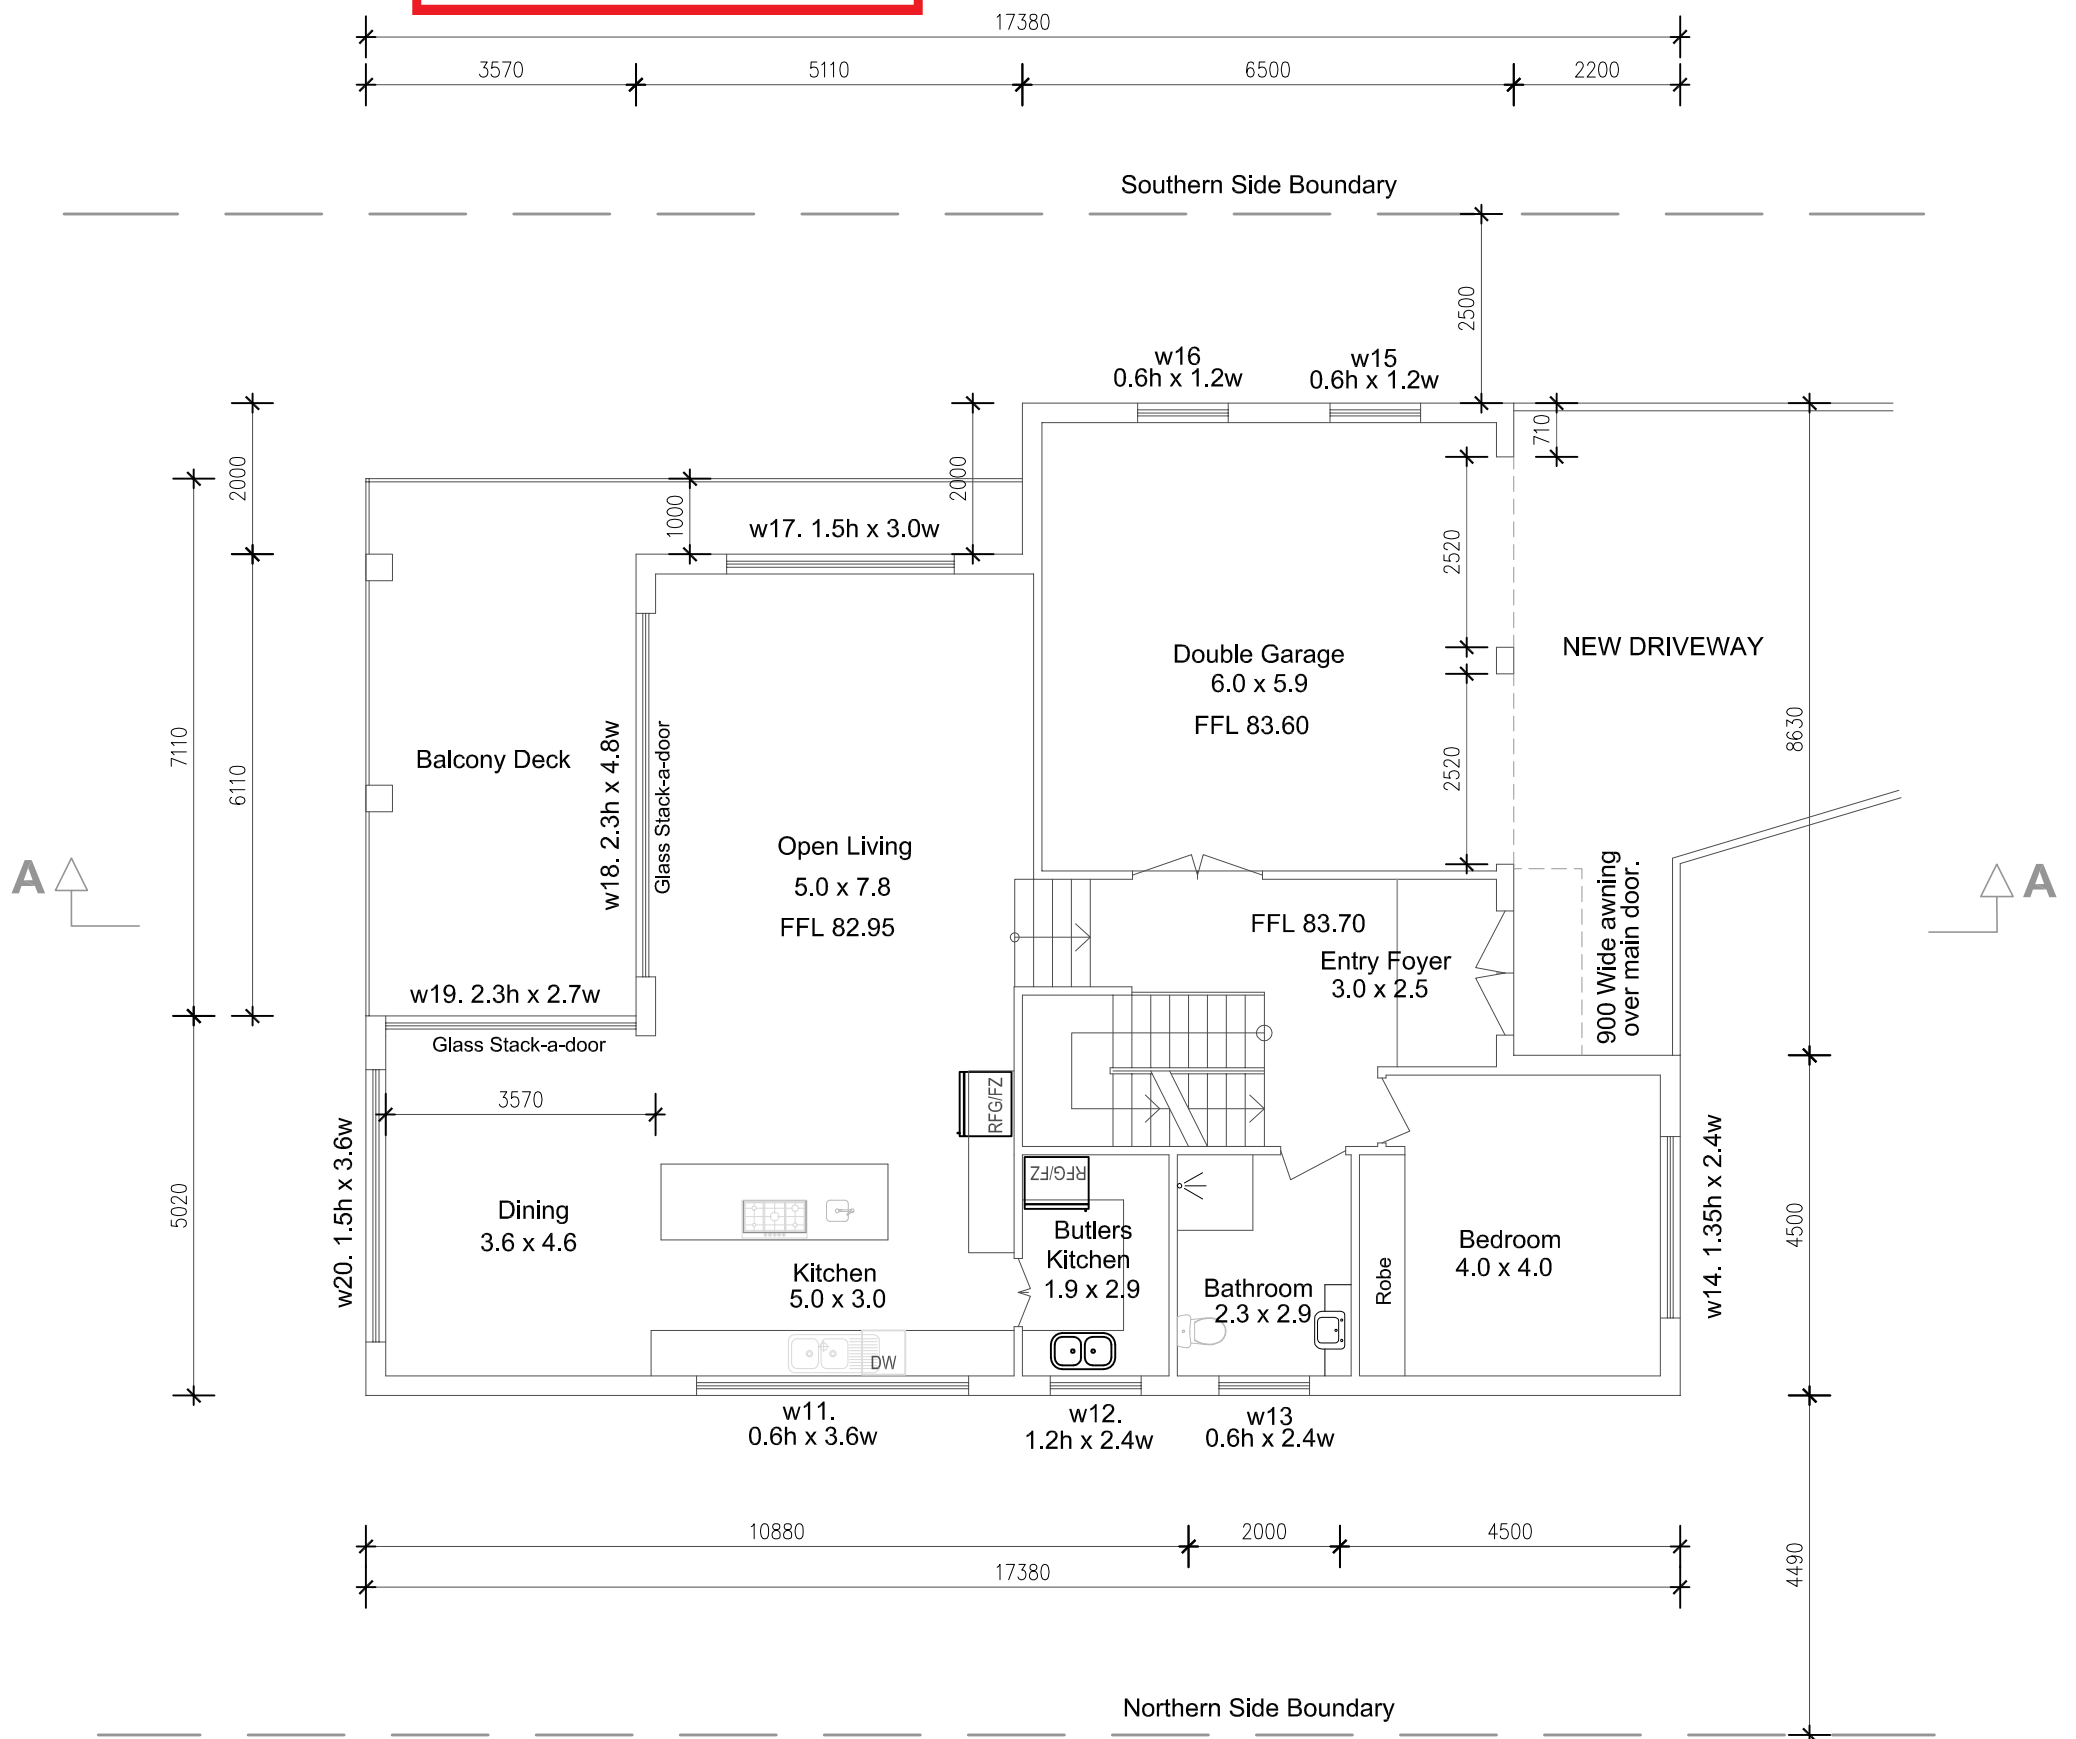 17380
3570
5110
6500
2200
Southern Side Boundary
2500
w16
0.6h x 1.2w
w15
0.6h x 1.2w
2000
2000
710
1000
w17. 1.5h x 3.0w
2520
Double Garage
6.0 x 5.9
FFL 83.60
NEW DRIVEWAY
7110
6110
Balcony Deck
w18. 2.3h x 4.8w
Glass Stack-a-door
2520
8630
Open Living
5.0 x 7.8
FFL 82.95
A
A
FFL 83.70
Entry Foyer
3.0 x 2.5
900 Wide awning
over main door.
w19. 2.3h x 2.7w
Glass Stack-a-door
3570
RFG/FZ
RFG/FZ
w20. 1.5h x 3.6w
5020
Dining
3.6 x 4.6
Kitchen
5.0 x 3.0
DW
Butlers
Kitchen
1.9 x 2.9
Bathroom
2.3 x 2.9
Robe
Bedroom
4.0 x 4.0
w14. 1.35h x 2.4w
4500
w11.
0.6h x 3.6w
w12.
1.2h x 2.4w
w13
0.6h x 2.4w
10880
2000
4500
17380
4490
Northern Side Boundary